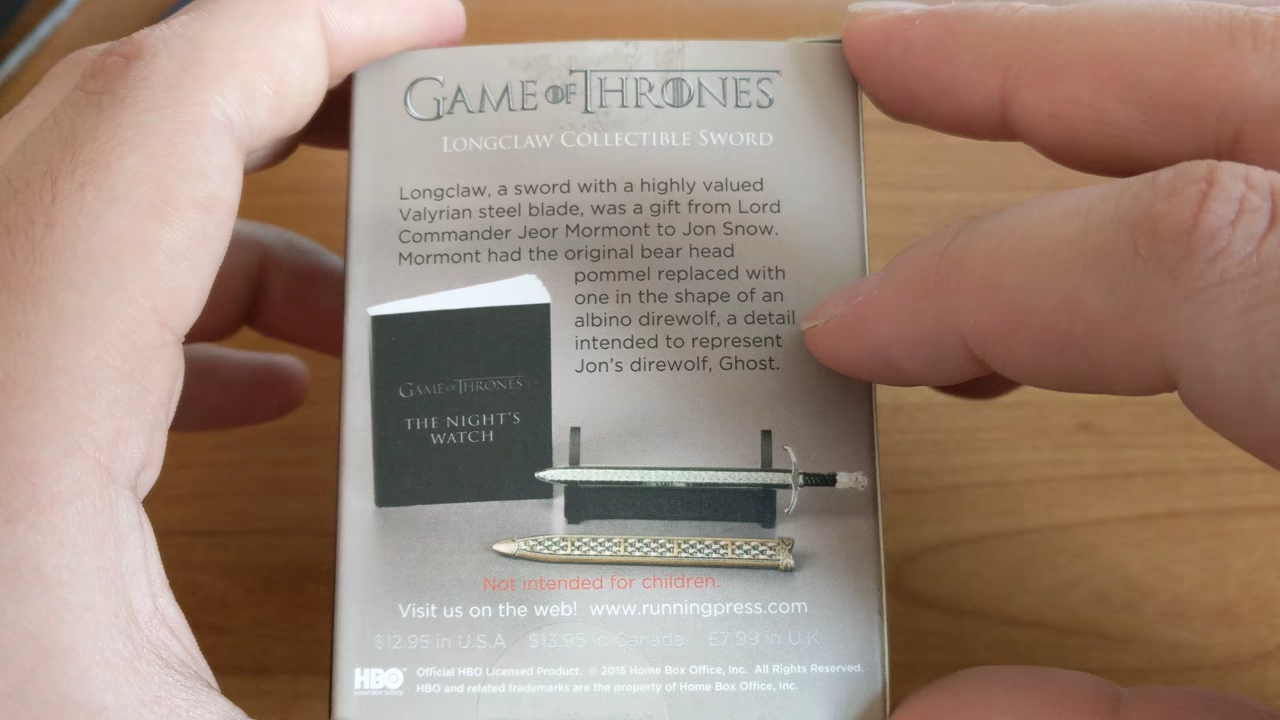 GAME OF THRONES
LONGCLAW COLLECTIBLE SWORD
Longclaw, a sword with a highly valued
Valyrian steel blade, was a gift from Lord
Commander Jeor Mormont to Jon Snow.
Mormont had the original bear head
pommel replaced with
one in the shape of an
albino direwolf, a detail
intended to represent
Jon's direwolf, Ghost.
GAME OF THRONES
THE NIGHT'S
WATCH
Not intended for children.
Visit us on the web! www.runningpress.com
$12.95 in U.S.A $13.95 in Canada £7.99 in U.K.
HBO
HOME BOX OFFICE
Official HBO Licensed Product. © 2015 Home Box Office, Inc. All Rights Reserved.
HBO and related trademarks are the property of Home Box Office, Inc.